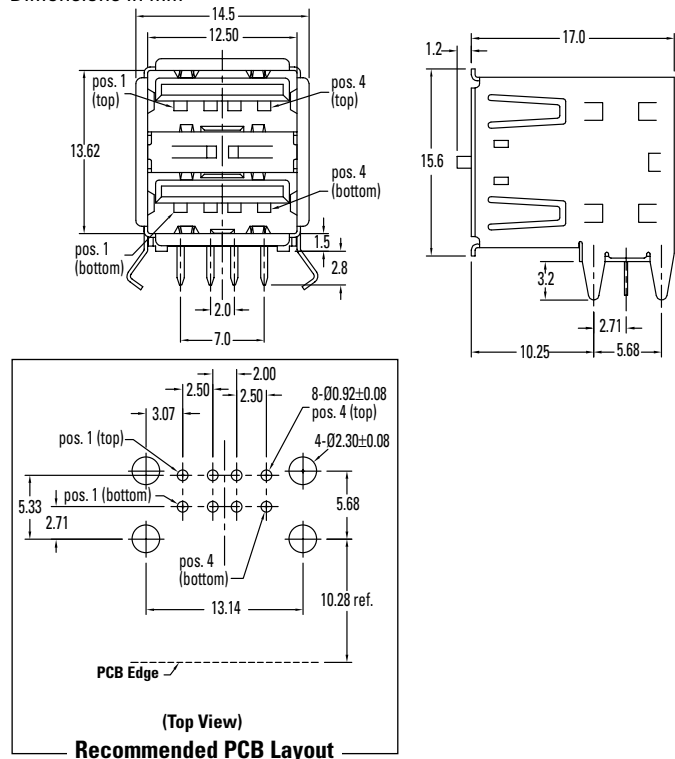 Dimensions in mm
14.5
12.50
pos. 1
(top)
pos. 4
(top)
13.62
pos. 4
(bottom)
pos. 1
(bottom)
1.5
2.8
2.0
7.0
17.0
1.2
15.6
3.2
2.71
10.25
5.68
2.00
2.50
2.50
8-Ø0.92±0.08
pos. 4 (top)
3.07
pos. 1 (top)
4-Ø2.30±0.08
5.33
pos. 1 (bottom)
5.68
2.71
pos. 4
(bottom)
10.28 ref.
13.14
PCB Edge
(Top View)
Recommended PCB Layout